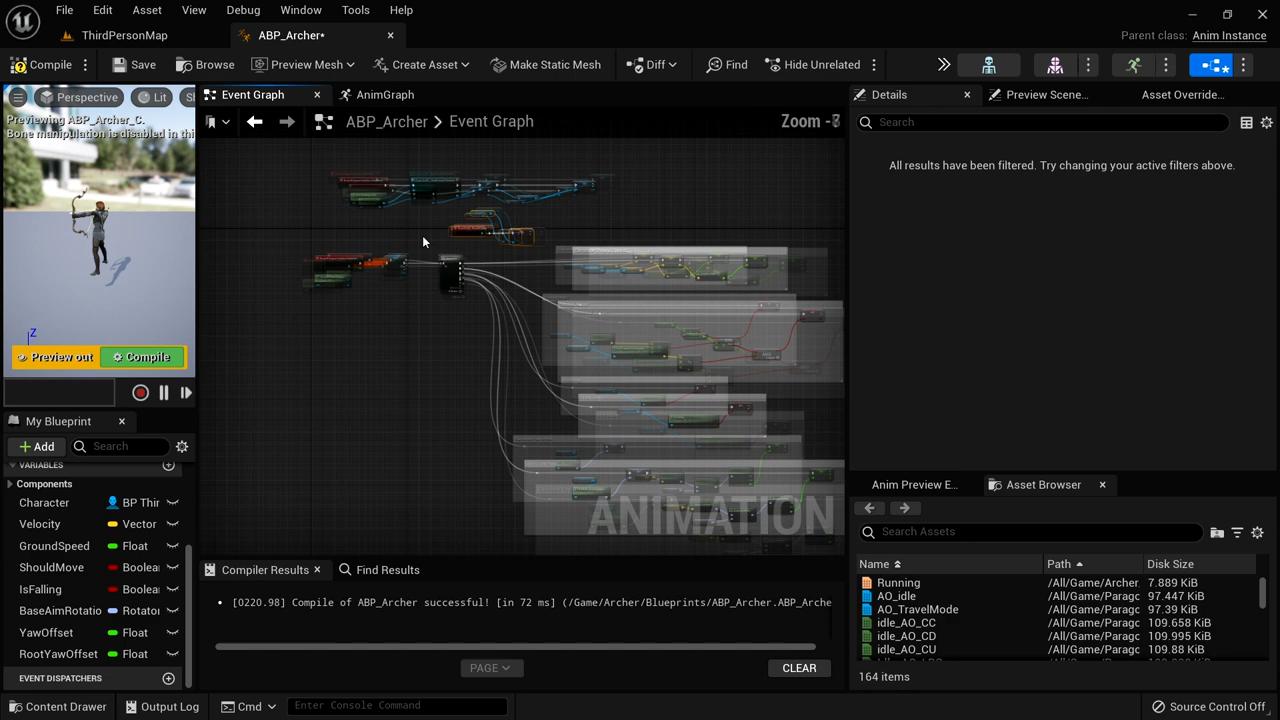 File Edit Asset View Debug Window Tools Help
ThirdPersonMap
ABP_Archer*
Parent class: Anim Instance
Compile
Save
Browse
Preview Mesh
Create Asset
Make Static Mesh
Diff
Find
Hide Unrelated
Perspective
Lit
Previewing ABP_Archer_C.
Bone manipulation is disabled in thi
Z
Preview out
Compile
Event Graph
AnimGraph
ABP_Archer > Event Graph
Zoom -8
ANIMATION
My Blueprint
Add
Search
VARIABLES
Components
Character BP Thir
Velocity Vector
GroundSpeed Float
ShouldMove Boolea
IsFalling Boolea
BaseAimRotatio Rotator
YawOffset Float
RootYawOffset Float
EVENT DISPATCHERS
Compiler Results
Find Results
[0220.98] Compile of ABP_Archer successful! [in 72 ms] (/Game/Archer/Blueprints/ABP_Archer.ABP_Arche
PAGE
CLEAR
Details
Preview Scene...
Asset Override...
Search
All results have been filtered. Try changing your active filters above.
Anim Preview E...
Asset Browser
Search Assets
Name Path Disk Size
Running /All/Game/Archer 7.889 KiB
AO_idle /All/Game/Paragc 97.447 KiB
AO_TravelMode /All/Game/Paragc 97.39 KiB
idle_AO_CC /All/Game/Paragc 109.658 KiB
idle_AO_CD /All/Game/Paragc 109.995 KiB
idle_AO_CU /All/Game/Paragc 109.88 KiB
164 items
Content Drawer
Output Log
Cmd
Enter Console Command
Source Control Off